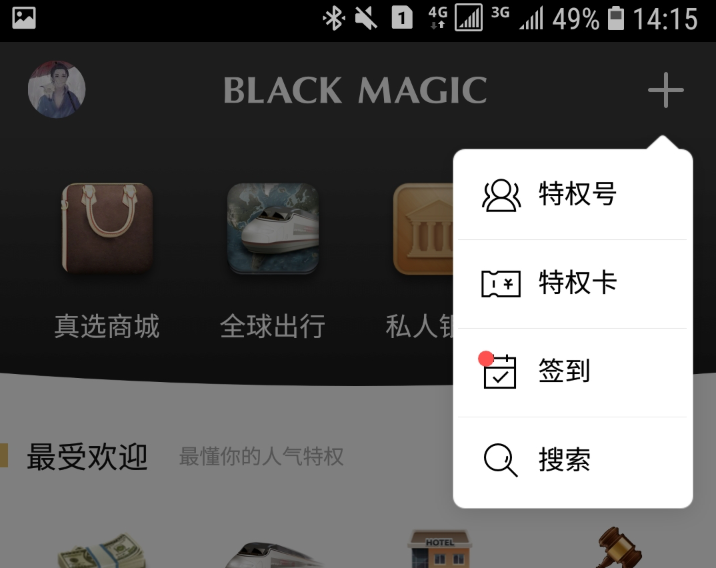 1 4G 3G 49% 14:15
BLACK MAGIC
特权号
特权卡
签到
搜索
真选商城 全球出行 私人
最受欢迎 最懂你的人气特权
HOTEL